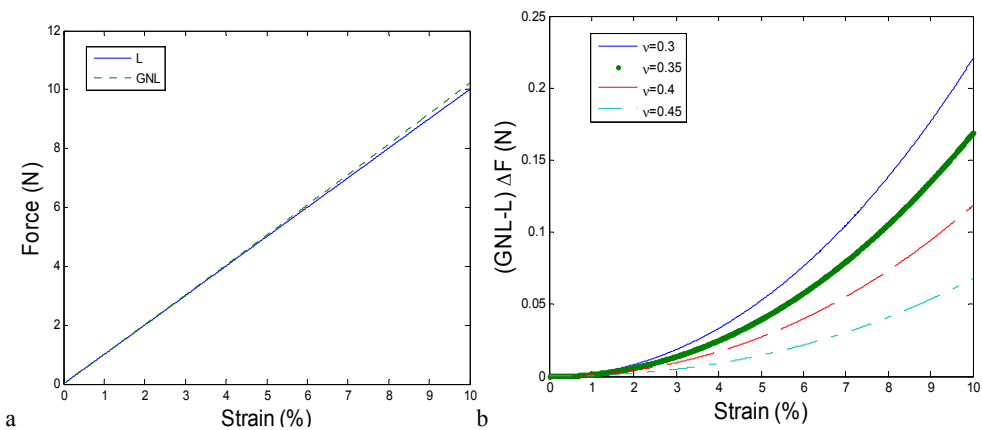 12
10
8
6
4
2
0
Force (N)
L
GNL
0 1 2 3 4 5 6 7 8 9 10
Strain (%)
a
0.25
0.2
0.15
0.1
0.05
0
(GNL-L) ΔF (N)
ν=0.3
ν=0.35
ν=0.4
ν=0.45
0 1 2 3 4 5 6 7 8 9 10
Strain (%)
b